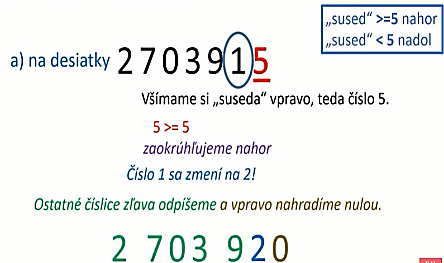 „sused" >=5 nahor
„sused" < 5 nadol
a) na desiatky 2703915
Všímame si „suseda" vpravo, teda číslo 5.
5 >= 5
zaokrúhľujeme nahor
Číslo 1 sa zmení na 2!
Ostatné číslice zľava odpíšeme a vpravo nahradíme nulou.
2 703 920